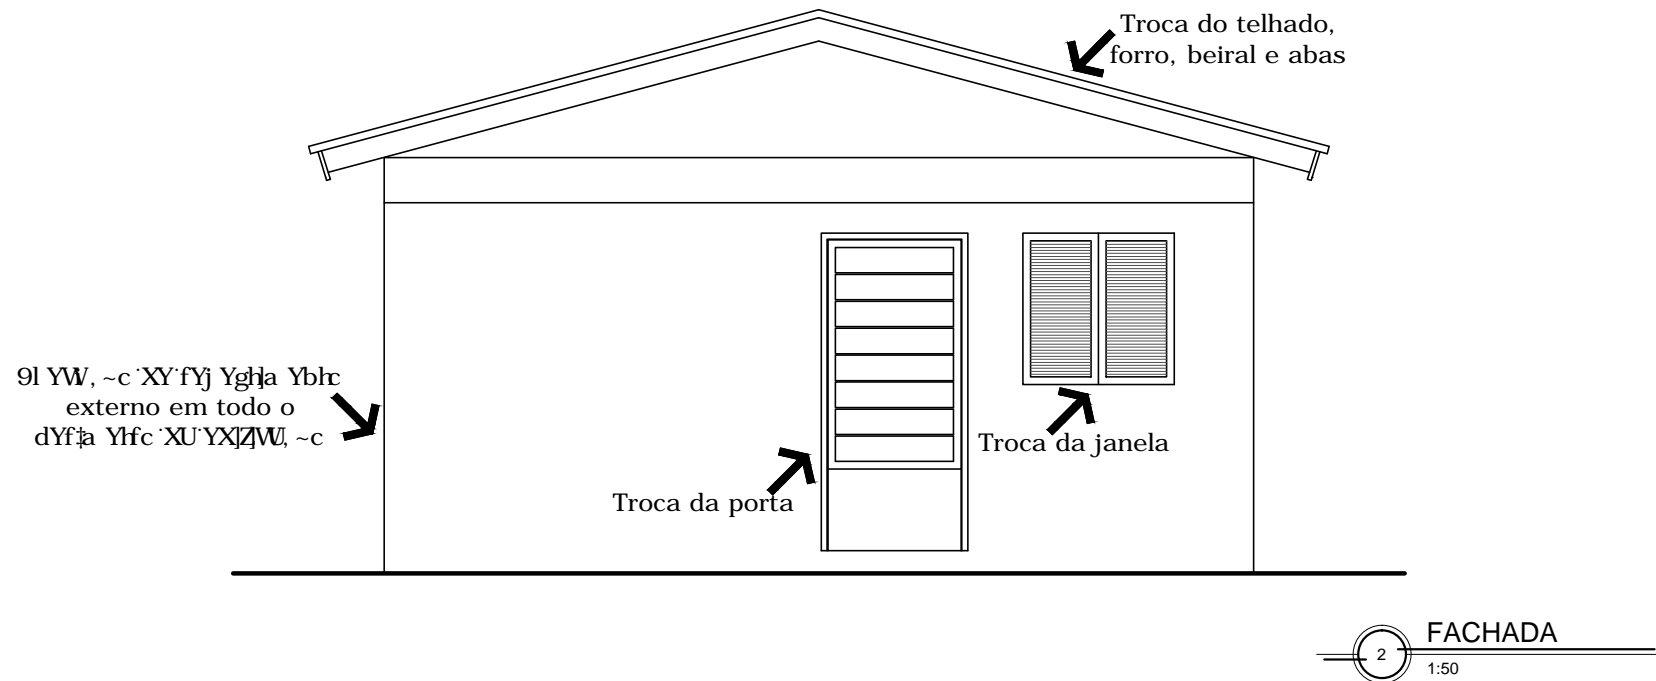 Troca do telhado,
forro, beiral e abas
externo em todo o
Troca da janela
Troca da porta
FACHADA
2
1:50